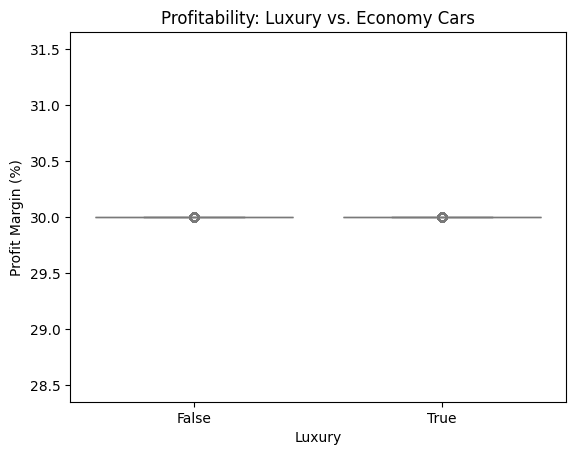 Profitability: Luxury vs. Economy Cars
Profit Margin (%)
31.5
31.0
30.5
30.0
29.5
29.0
28.5
False
True
Luxury